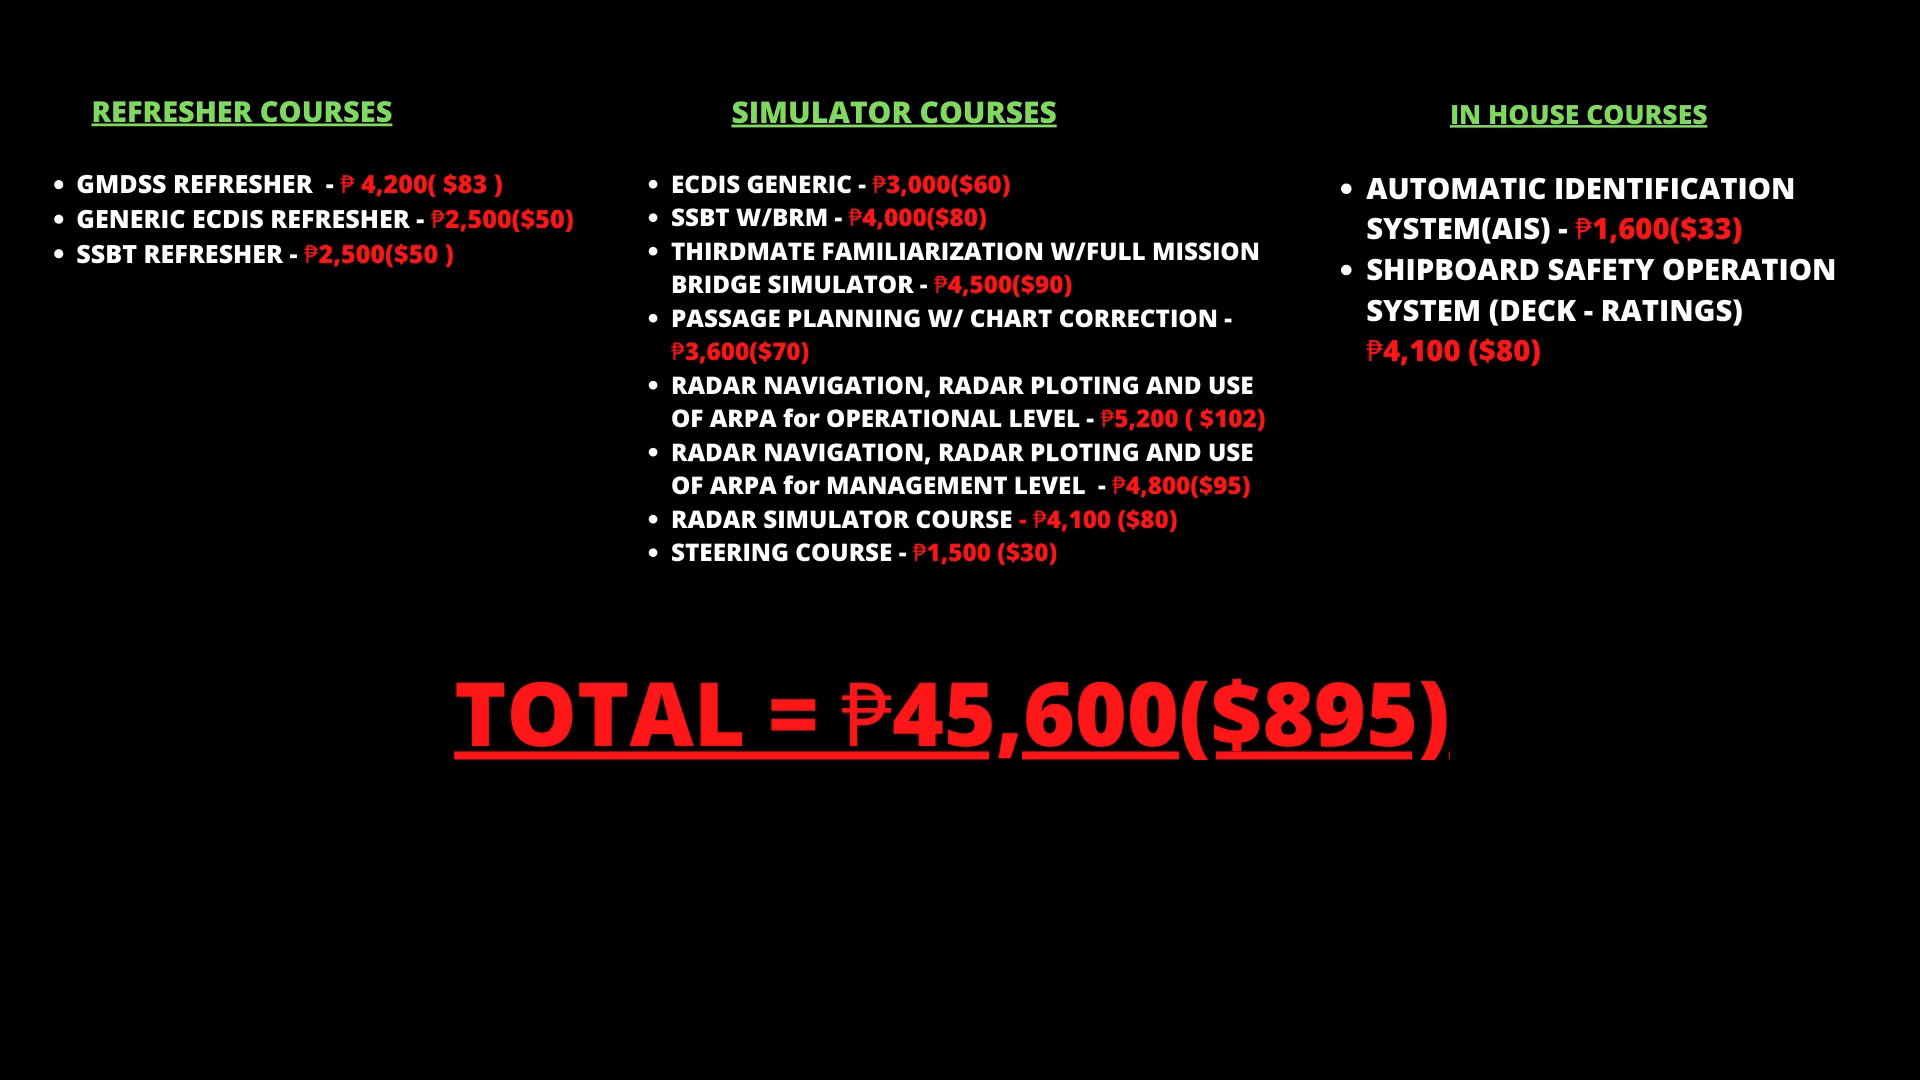 REFRESHER COURSES
• GMDSS REFRESHER - ₱ 4,200( $83 )
• GENERIC ECDIS REFRESHER - ₱2,500($50)
• SSBT REFRESHER - ₱2,500($50 )
SIMULATOR COURSES
• ECDIS GENERIC - ₱3,000($60)
• SSBT W/BRM - ₱4,000($80)
• THIRDMATE FAMILIARIZATION W/FULL MISSION
BRIDGE SIMULATOR - ₱4,500($90)
• PASSAGE PLANNING W/ CHART CORRECTION -
₱3,600($70)
• RADAR NAVIGATION, RADAR PLOTING AND USE
OF ARPA for OPERATIONAL LEVEL - ₱5,200 ( $102)
• RADAR NAVIGATION, RADAR PLOTING AND USE
OF ARPA for MANAGEMENT LEVEL - ₱4,800($95)
• RADAR SIMULATOR COURSE - ₱4,100 ($80)
• STEERING COURSE - ₱1,500 ($30)
IN HOUSE COURSES
• AUTOMATIC IDENTIFICATION
SYSTEM(AIS) - ₱1,600($33)
• SHIPBOARD SAFETY OPERATION
SYSTEM (DECK - RATINGS)
₱4,100 ($80)
TOTAL = ₱45,600($895)